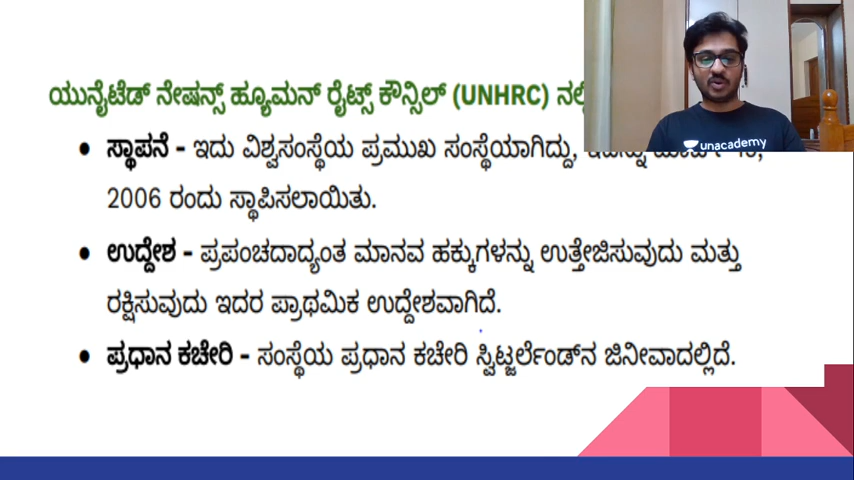 ಯುನೈಟೆಡ್ ನೇಷನ್ಸ್ ಹ್ಯೂಮನ್ ರೈಟ್ಸ್ ಕೌನ್ಸಿಲ್ (UNHRC)
unacademy
● ಸ್ಥಾಪನೆ - ಇದು ವಿಶ್ವಸಂಸ್ಥೆಯ ಪ್ರಮುಖ ಸಂಸ್ಥೆಯಾಗಿದ್ದು,
2006 ರಂದು ಸ್ಥಾಪಿಸಲಾಯಿತು.
● ಉದ್ದೇಶ - ಪ್ರಪಂಚದಾದ್ಯಂತ ಮಾನವ ಹಕ್ಕುಗಳನ್ನು ಉತ್ತೇಜಿಸುವುದು ಮತ್ತು
ರಕ್ಷಿಸುವುದು ಇದರ ಪ್ರಾಥಮಿಕ ಉದ್ದೇಶವಾಗಿದೆ.
● ಪ್ರಧಾನ ಕಚೇರಿ - ಸಂಸ್ಥೆಯ ಪ್ರಧಾನ ಕಚೇರಿ ಸ್ವಿಟ್ಜರ್ಲೆಂಡ್‌ನ ಜಿನೀವಾದಲ್ಲಿದೆ.